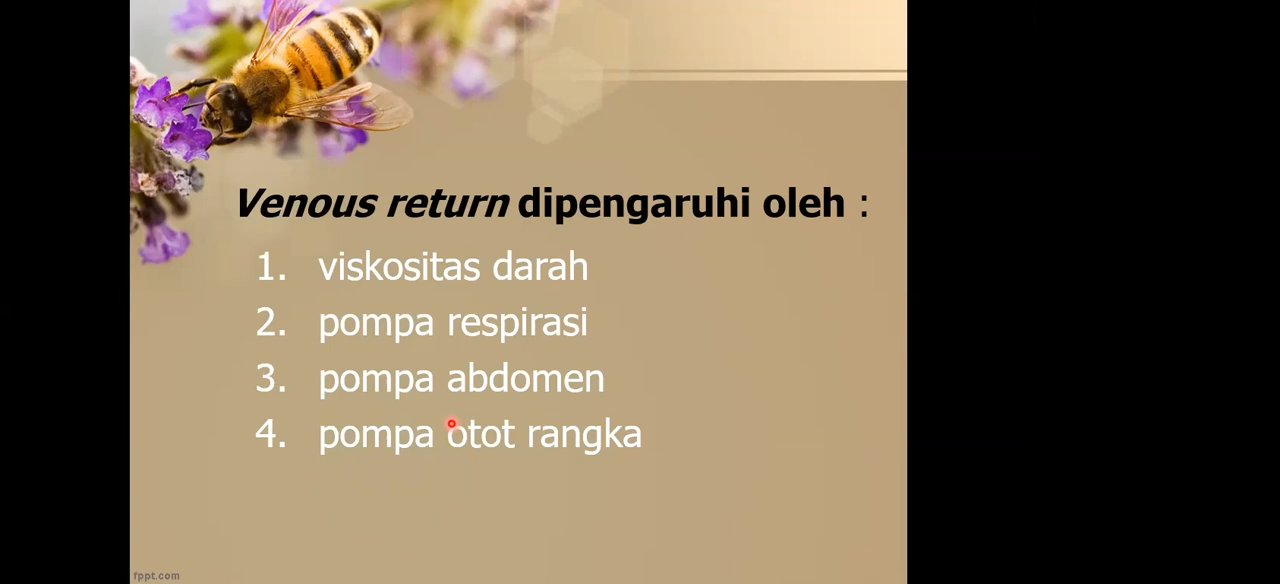 Venous return dipengaruhi oleh :
1. viskositas darah
2. pompa respirasi
3. pompa abdomen
4. pompa otot rangka
fppt.com